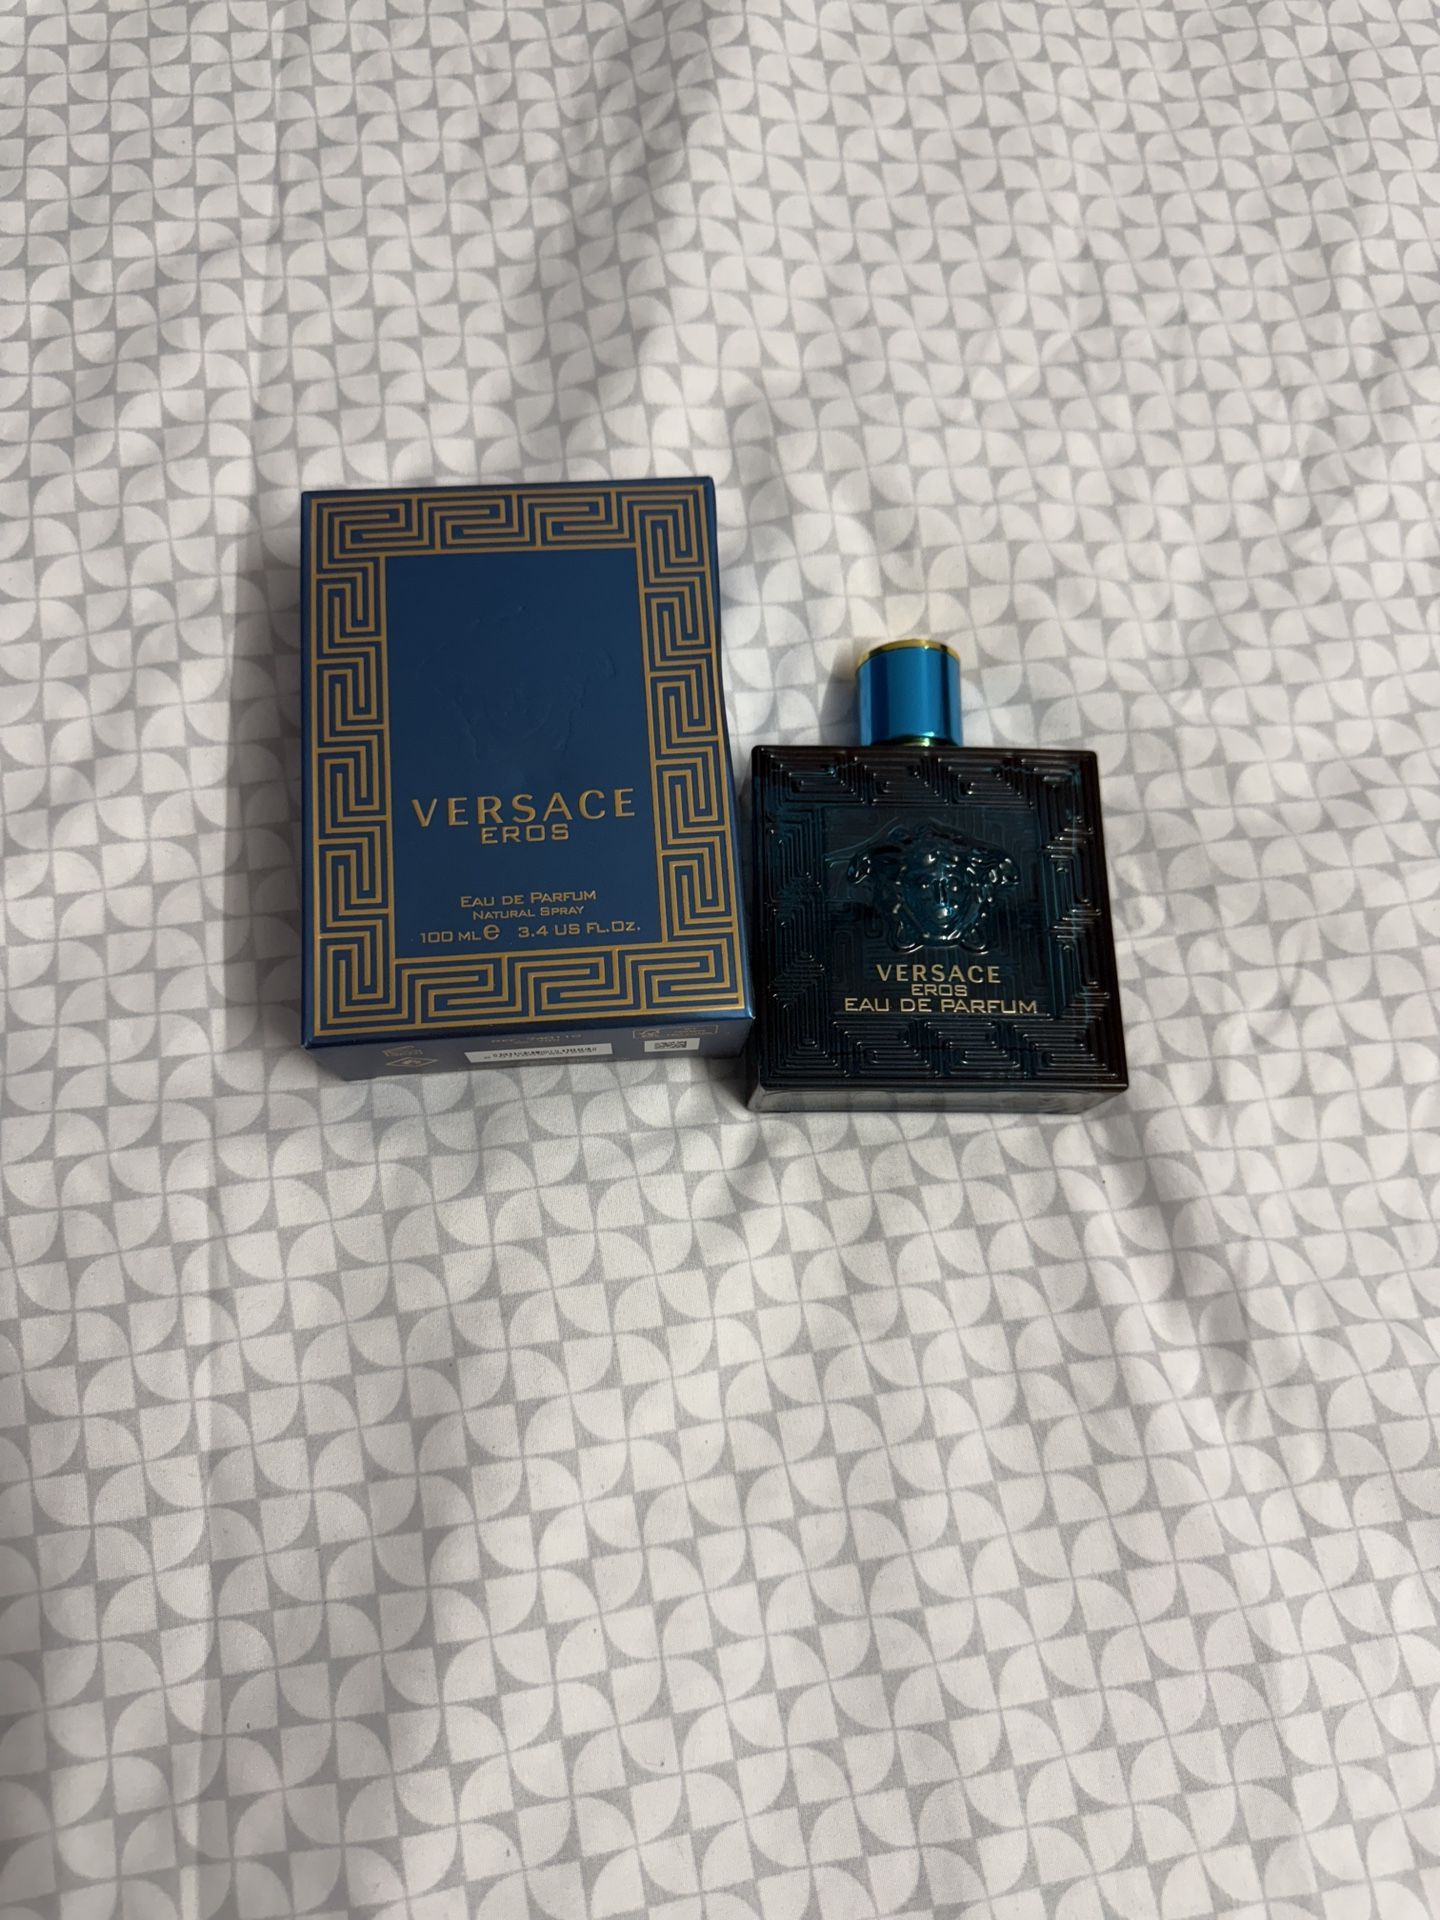 VERSACE
EROS
EAU DE PARFUM
NATURAL SPRAY
100 ML e 3.4 US FL.OZ.
VERSACE
EROS
EAU DE PARFUM